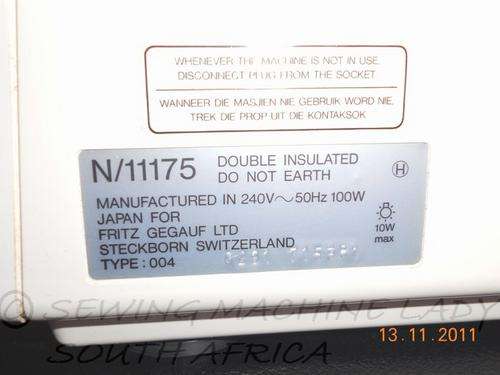 WHENEVER THE MACHINE IS NOT IN USE,
DISCONNECT PLUG FROM THE SOCKET
WANNEER DIE MASJIEN NIE GEBRUIK WORD NIE,
TREK DIE PROP UIT DIE KONTAKSOK
N/11175 DOUBLE INSULATED
DO NOT EARTH
H
MANUFACTURED IN 240V～50Hz 100W
JAPAN FOR
FRITZ GEGAUF LTD
STECKBORN SWITZERLAND
TYPE: 004
10W
max
© SEWING MACHINE LADY
SOUTH AFRICA
13.11.2011